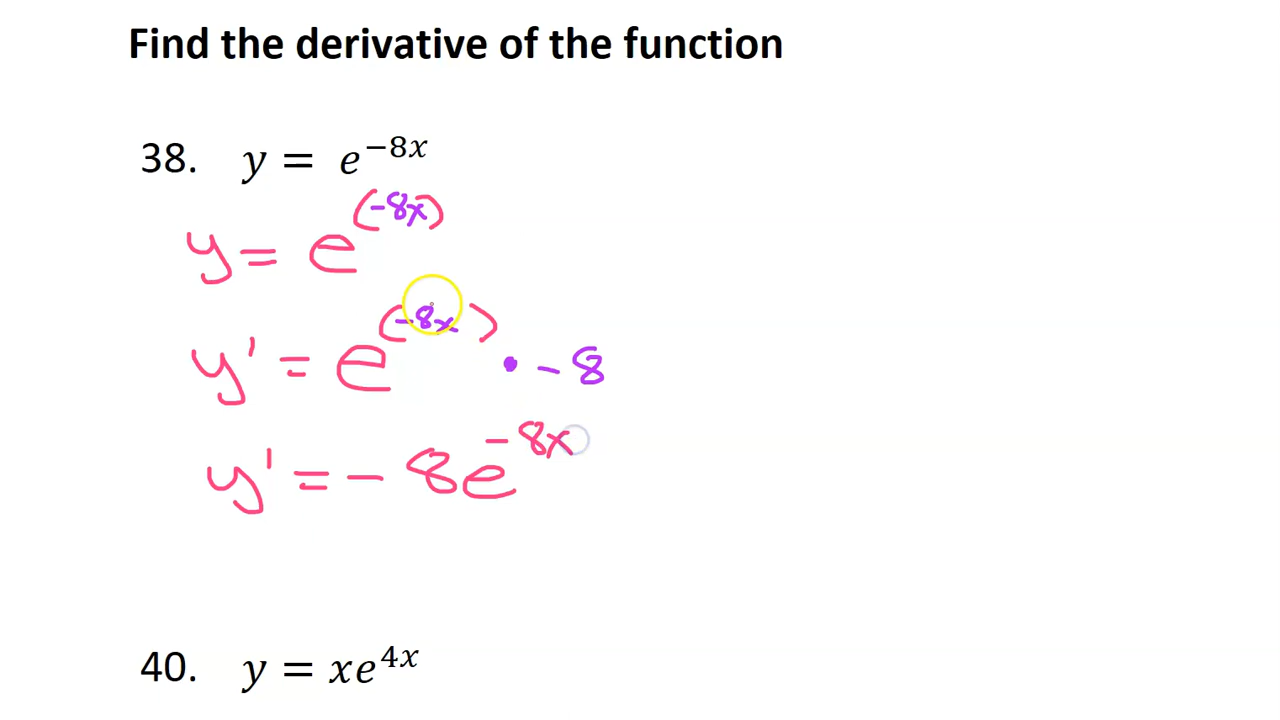 Find the derivative of the function
38. y = e^{-8x}
y = e^{(-8x)}
y' = e^{(-8x)} • -8
y' = -8e^{-8x}
40. y = xe^{4x}